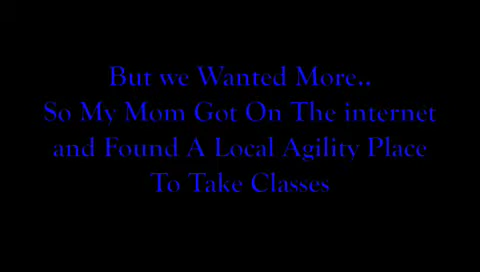 But we Wanted More..
So My Mom Got On The internet
and Found A Local Agility Place
To Take Classes